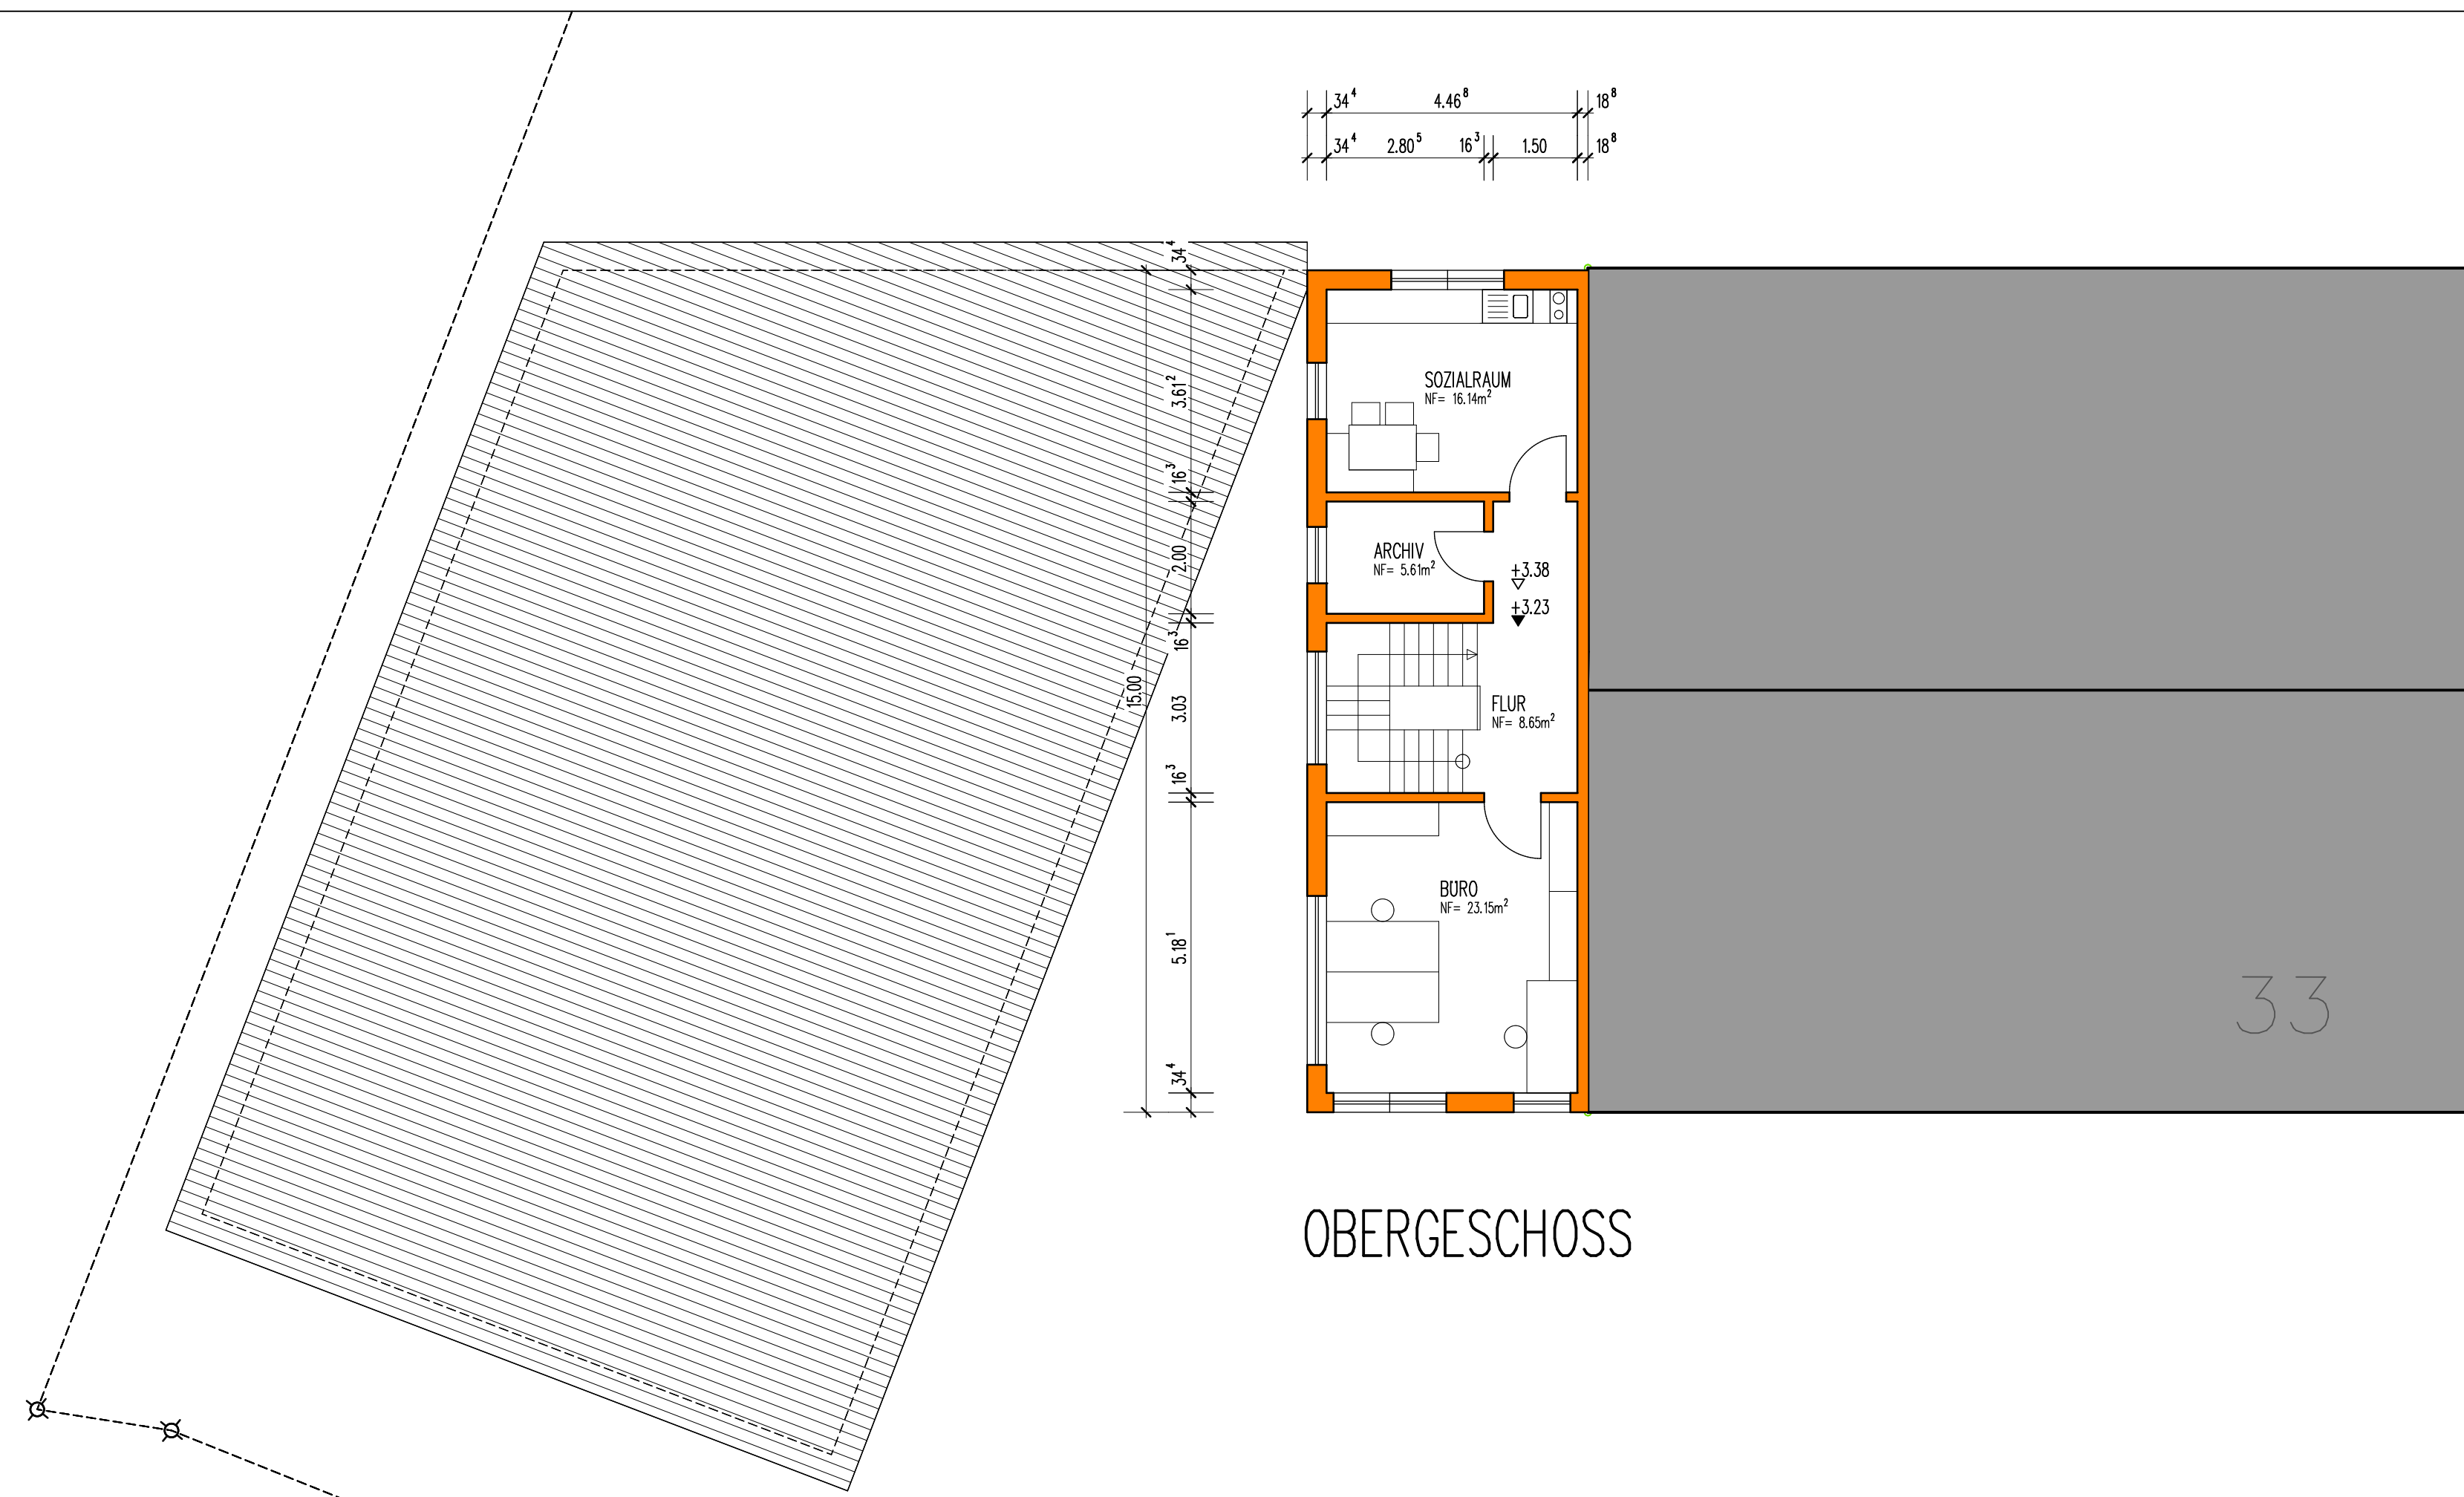 34⁴ 4.46⁸ 18⁸
34⁴ 2.80⁵ 16³ 1.50 18⁸
34⁴
3.61²
16³
2.00
16³
15.00
3.03
16³
5.18¹
34⁴
SOZIALRAUM
NF= 16.14m²
ARCHIV
NF= 5.61m²
+3.38
+3.23
FLUR
NF= 8.65m²
BÜRO
NF= 23.15m²
33
OBERGESCHOSS